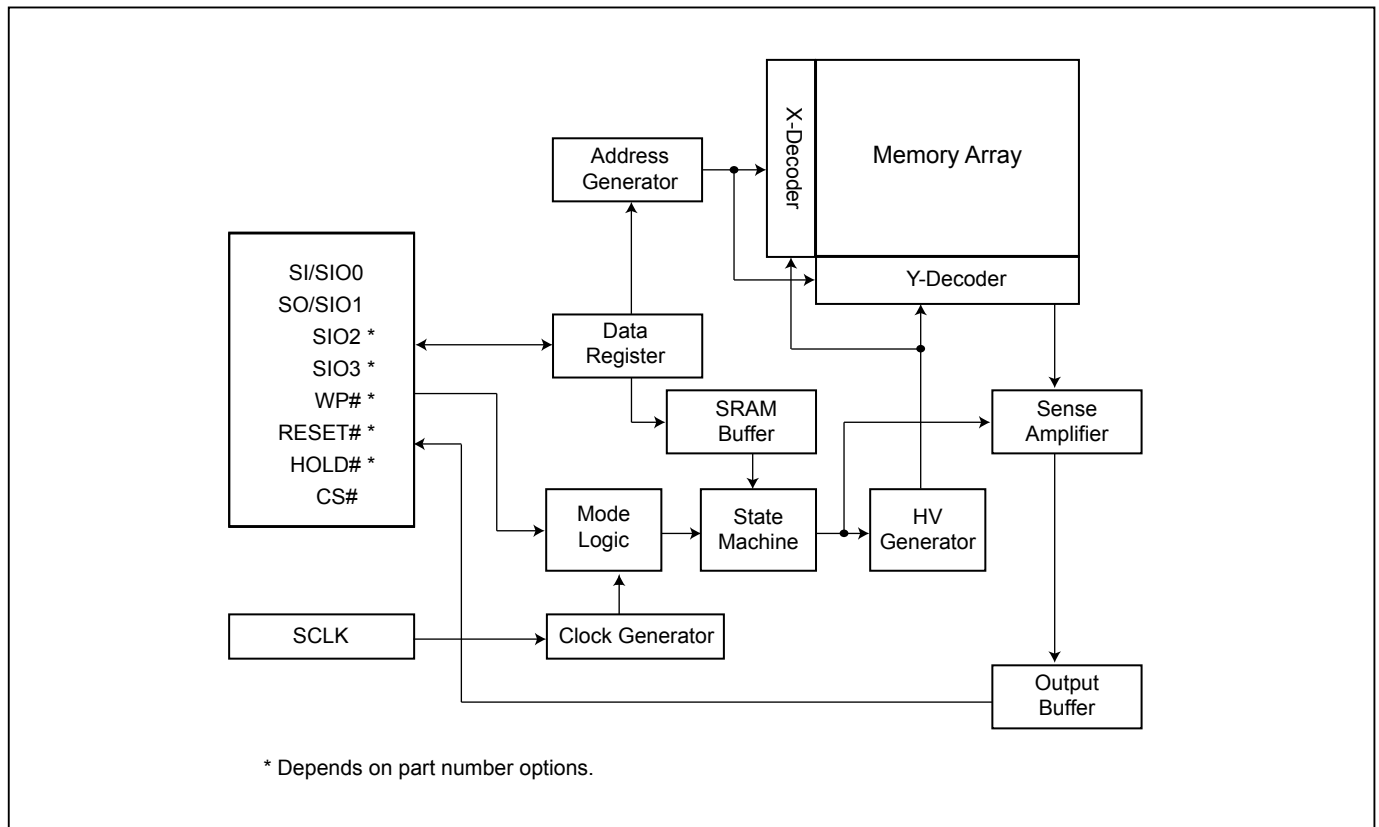 X-Decoder
Memory Array
Address
Generator
Y-Decoder
SI/SIO0
SO/SIO1
SIO2 *
SIO3 *
WP# *
RESET# *
HOLD# *
CS#
Data
Register
SRAM
Buffer
Sense
Amplifier
Mode
Logic
State
Machine
HV
Generator
SCLK
Clock Generator
Output
Buffer
* Depends on part number options.